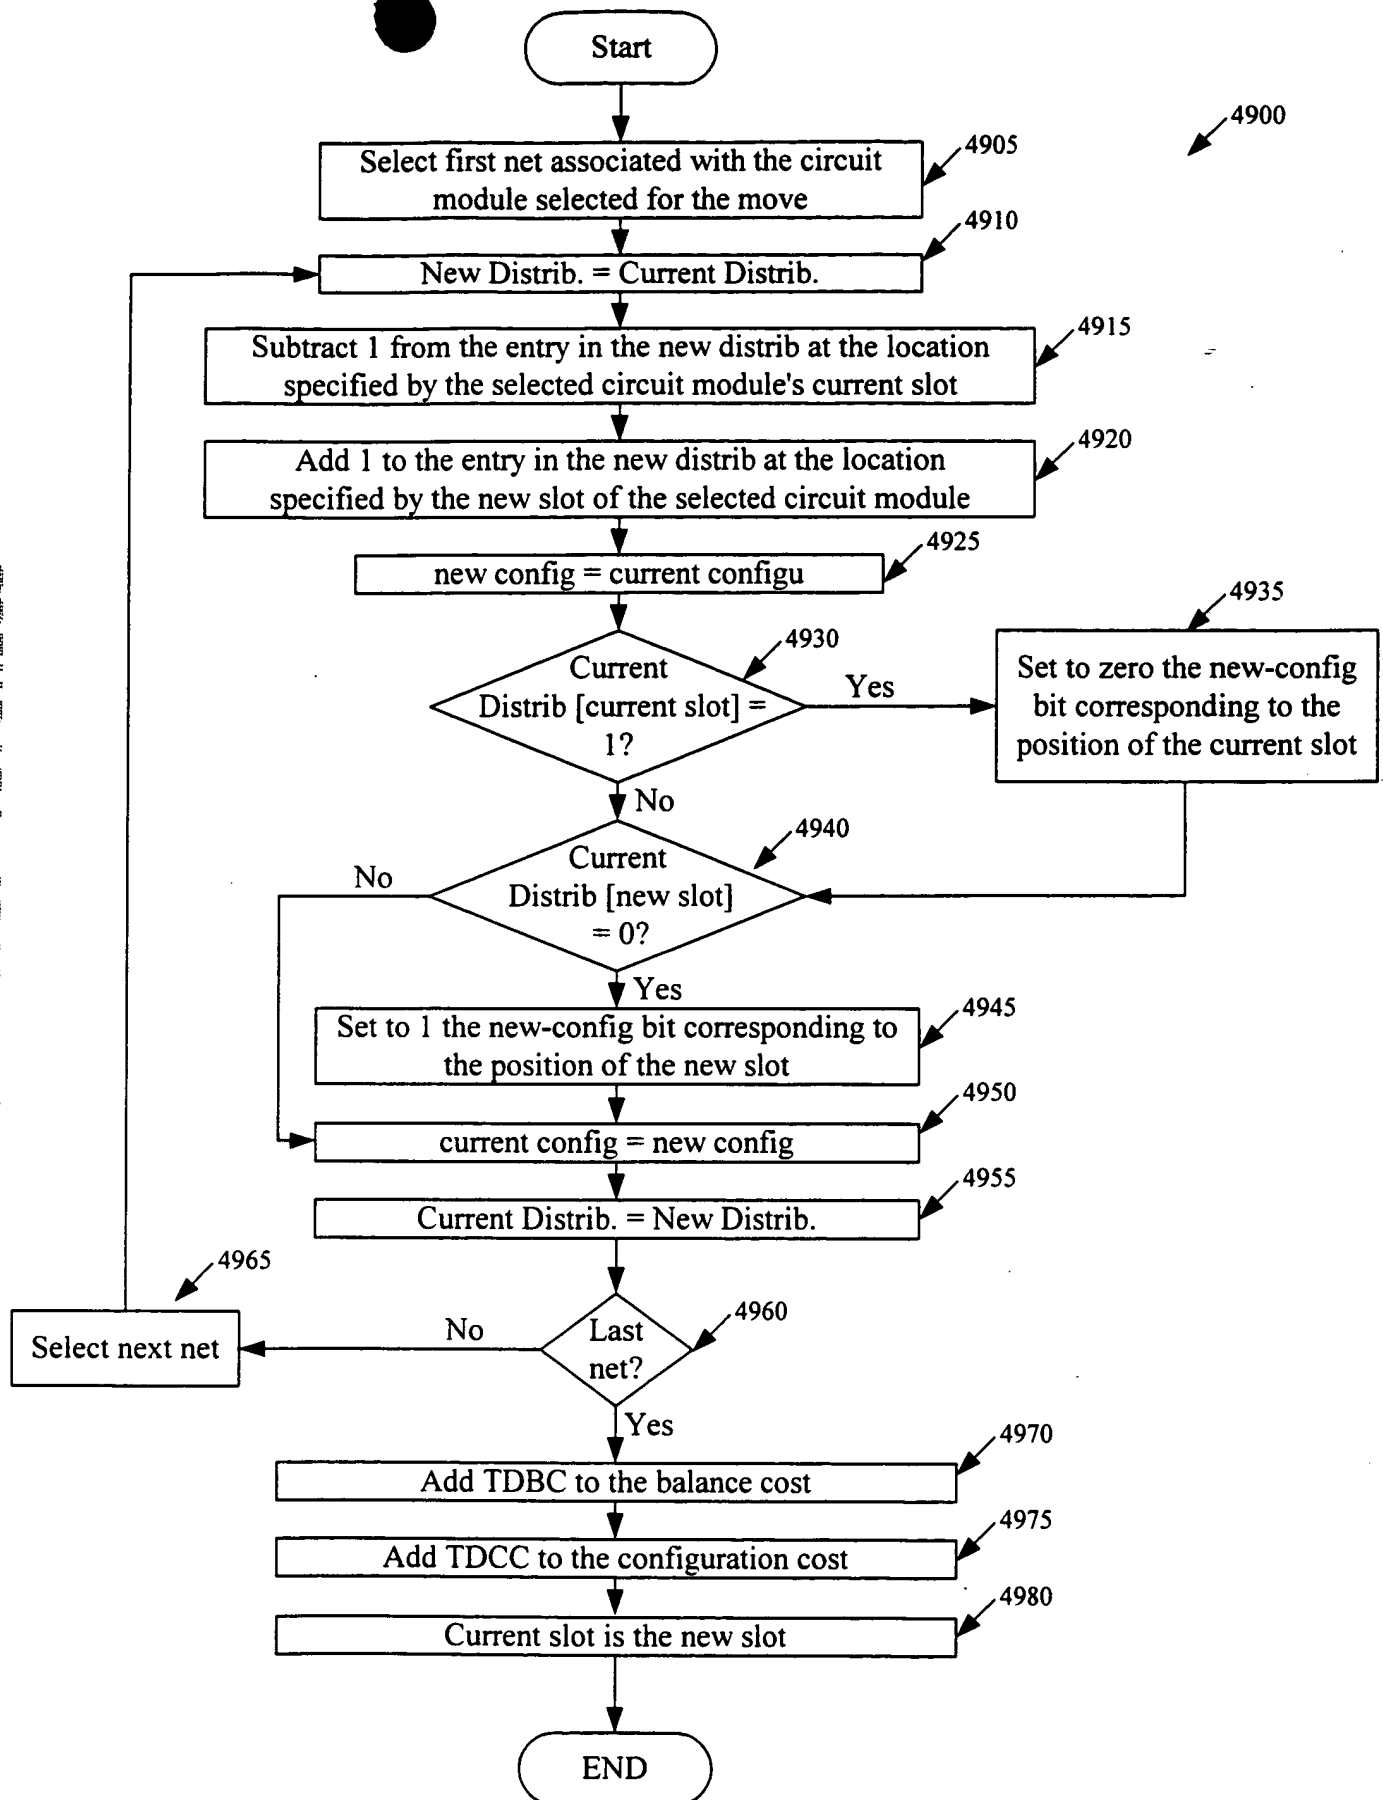 Start
4900
4905
Select first net associated with the circuit
module selected for the move
4910
New Distrib. = Current Distrib.
4915
Subtract 1 from the entry in the new distrib at the location
specified by the selected circuit module's current slot
4920
Add 1 to the entry in the new distrib at the location
specified by the new slot of the selected circuit module
4925
new config = current configu
4930
Current
Distrib [current slot] =
1?
Yes
4935
Set to zero the new-config
bit corresponding to the
position of the current slot
No
4940
Current
Distrib [new slot]
= 0?
No
Yes
4945
Set to 1 the new-config bit corresponding to
the position of the new slot
4950
current config = new config
4955
Current Distrib. = New Distrib.
4960
Last
net?
No
4965
Select next net
Yes
4970
Add TDBC to the balance cost
4975
Add TDCC to the configuration cost
4980
Current slot is the new slot
END